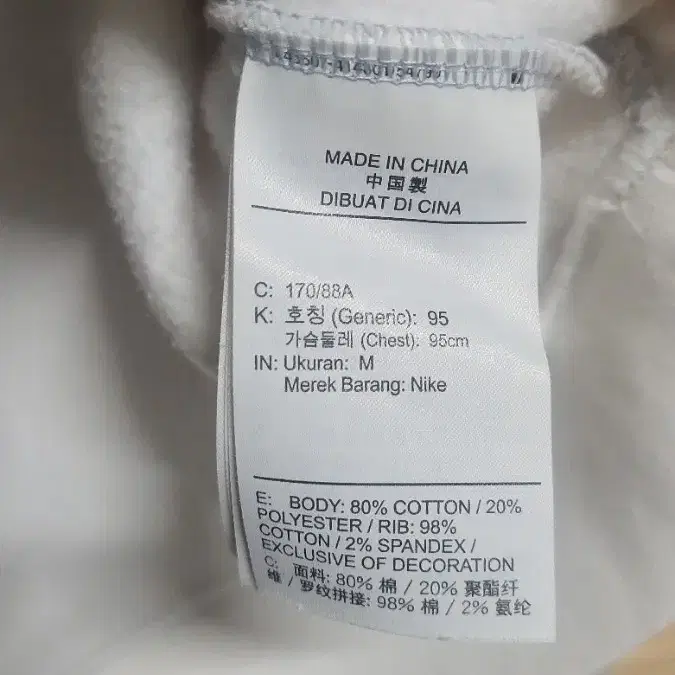 MADE IN CHINA
中国製
DIBUAT DI CINA
C: 170/88A
K: 호칭 (Generic): 95
가슴둘레 (Chest): 95cm
IN: Ukuran: M
Merek Barang: Nike
E: BODY: 80% COTTON / 20%
POLYESTER / RIB: 98%
COTTON / 2% SPANDEX /
EXCLUSIVE OF DECORATION
C: 面料: 80% 棉 / 20% 聚酯纤
维 / 罗纹拼接: 98% 棉 / 2% 氨纶